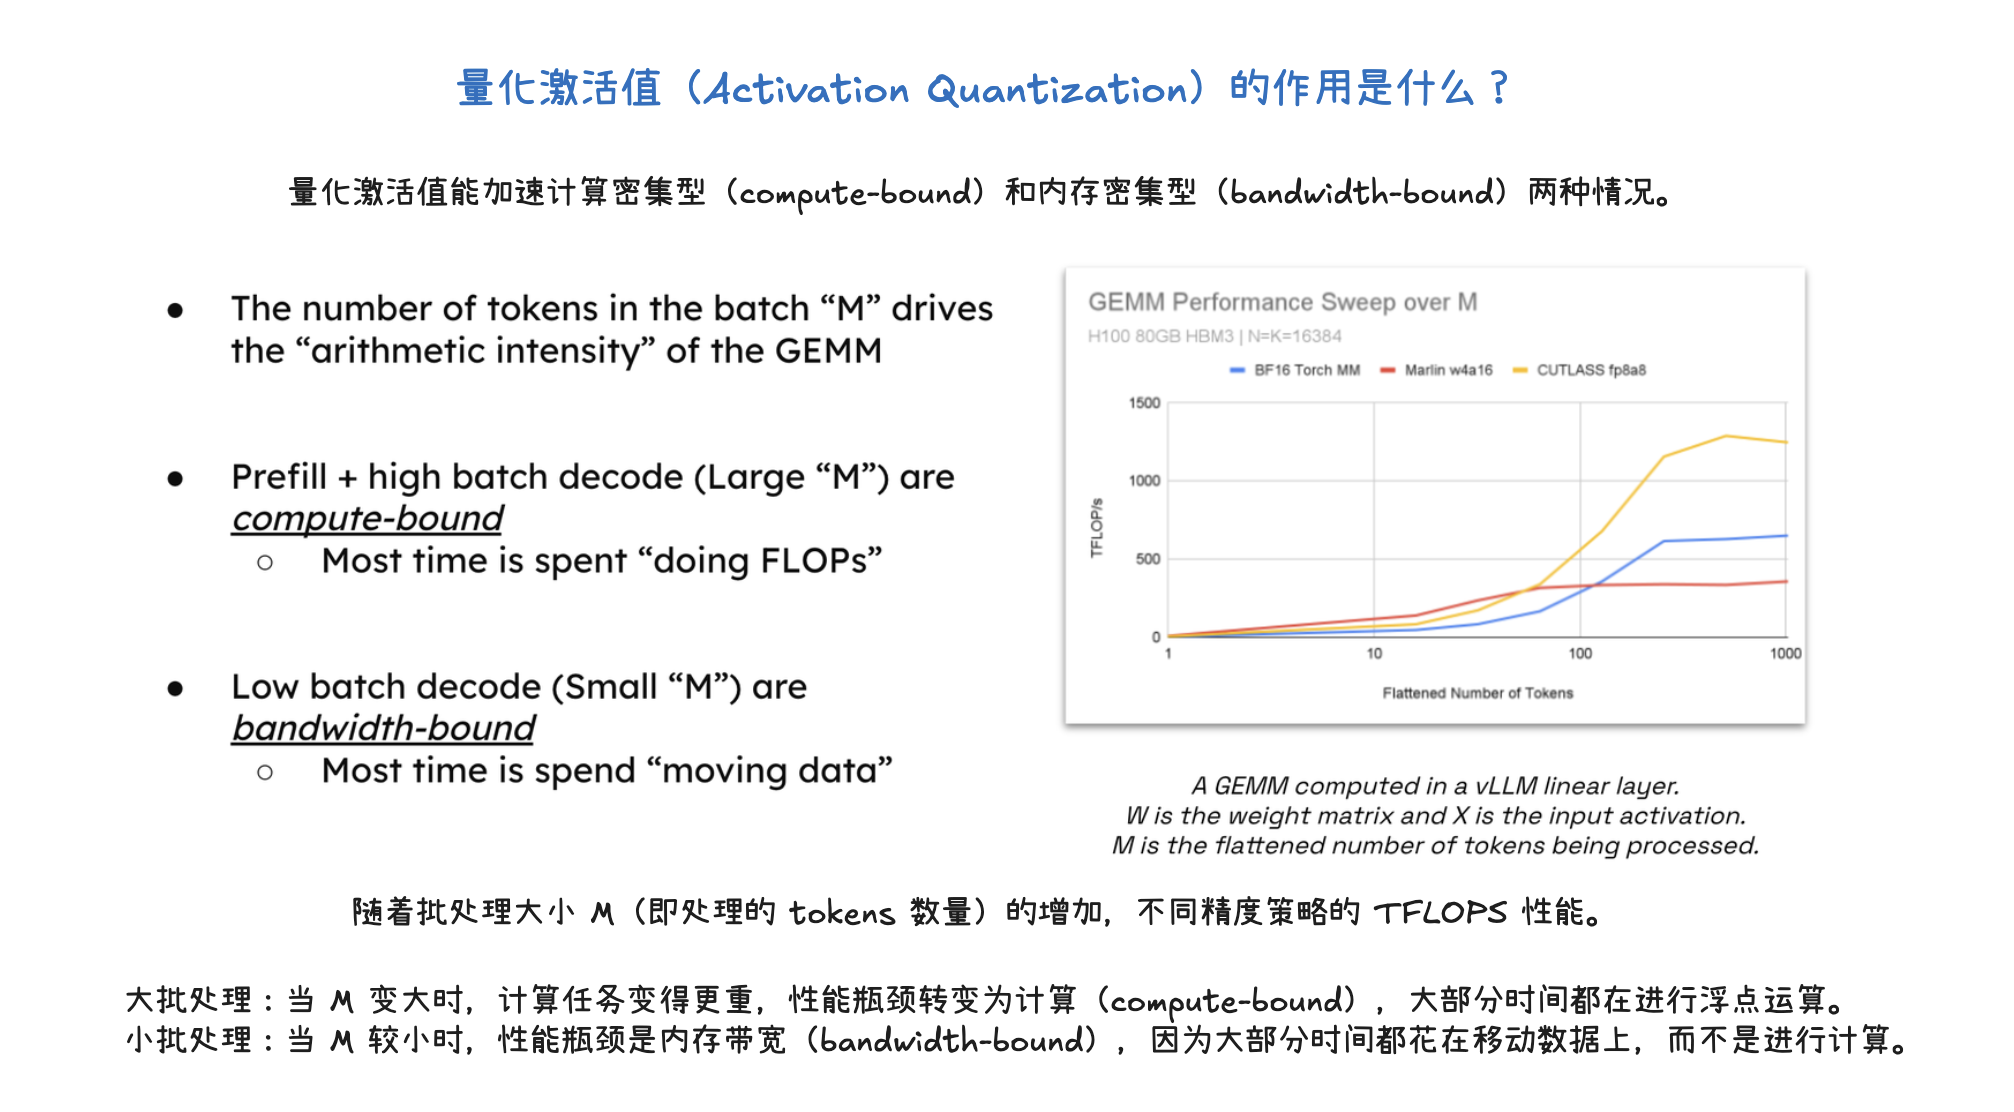 量化激活值（Activation Quantization）的作用是什么？
量化激活值能加速计算密集型（compute-bound）和内存密集型（bandwidth-bound）两种情况。
● The number of tokens in the batch “M” drives
the “arithmetic intensity” of the GEMM
● Prefill + high batch decode (Large “M”) are
compute-bound
○ Most time is spent “doing FLOPs”
● Low batch decode (Small “M”) are
bandwidth-bound
○ Most time is spend “moving data”
GEMM Performance Sweep over M
H100 80GB HBM3 | N=K=16384
BF16 Torch MM Marlin w4a16 CUTLASS fp8a8
TFLOP/s
1500
1000
500
0
1 10 100 1000
Flattened Number of Tokens
A GEMM computed in a vLLM linear layer.
W is the weight matrix and X is the input activation.
M is the flattened number of tokens being processed.
随着批处理大小 M（即处理的 tokens 数量）的增加，不同精度策略的 TFLOPS 性能。
大批处理：当 M 变大时，计算任务变得更重，性能瓶颈转变为计算（compute-bound），大部分时间都在进行浮点运算。
小批处理：当 M 较小时，性能瓶颈是内存带宽（bandwidth-bound），因为大部分时间都花在移动数据上，而不是进行计算。